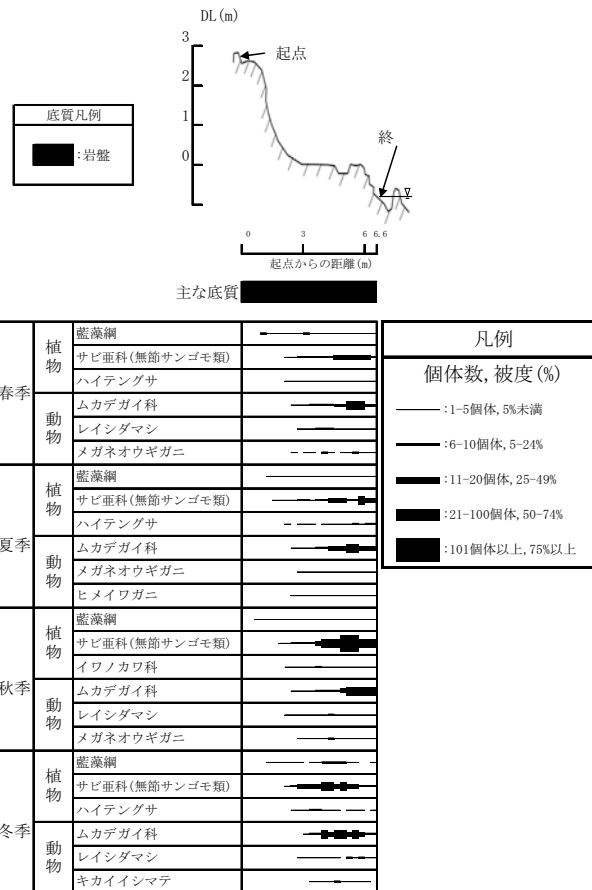 DL(m)
3
2
1
0
起点
終
底質凡例
:岩盤
0 3 6 6.6
起点からの距離(m)
主な底質
凡例
個体数,被度(%)
:1-5個体,5%未満
:6-10個体,5-24%
:11-20個体,25-49%
:21-100個体,50-74%
:101個体以上,75%以上
春季
植物
藍藻綱
サビ亜科(無節サンゴモ類)
ハイテングサ
動物
ムカデガイ科
レイシダマシ
メガネオウギガニ
夏季
植物
藍藻綱
サビ亜科(無節サンゴモ類)
ハイテングサ
動物
ムカデガイ科
メガネオウギガニ
ヒメイワガニ
秋季
植物
藍藻綱
サビ亜科(無節サンゴモ類)
イワノカワ科
動物
ムカデガイ科
レイシダマシ
メガネオウギガニ
冬季
植物
藍藻綱
サビ亜科(無節サンゴモ類)
ハイテングサ
動物
ムカデガイ科
レイシダマシ
キカイイシマテ